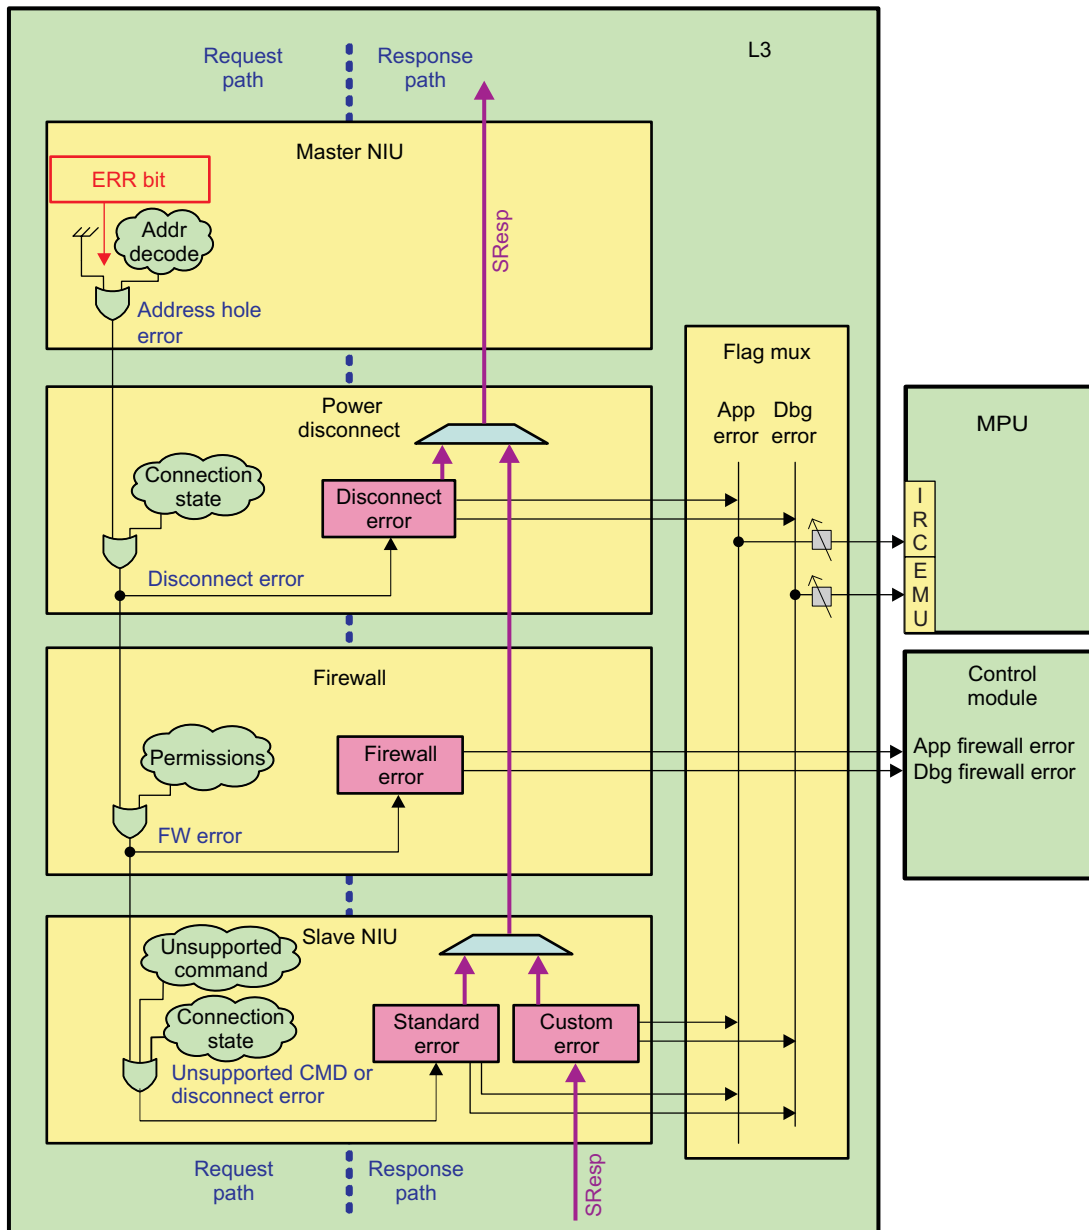 Request
path
Response
path
L3
Master NIU
ERR bit
Addr
decode
SResp
Address hole
error
Flag mux
App
error
Dbg
error
Power
disconnect
MPU
Connection
state
Disconnect
error
I
R
C
E
M
U
Disconnect error
Firewall
Control
module
Permissions
Firewall
error
App firewall error
Dbg firewall error
FW error
Slave NIU
Unsupported
command
Connection
state
Standard
error
Custom
error
Unsupported CMD or
disconnect error
Request
path
Response
path
SResp